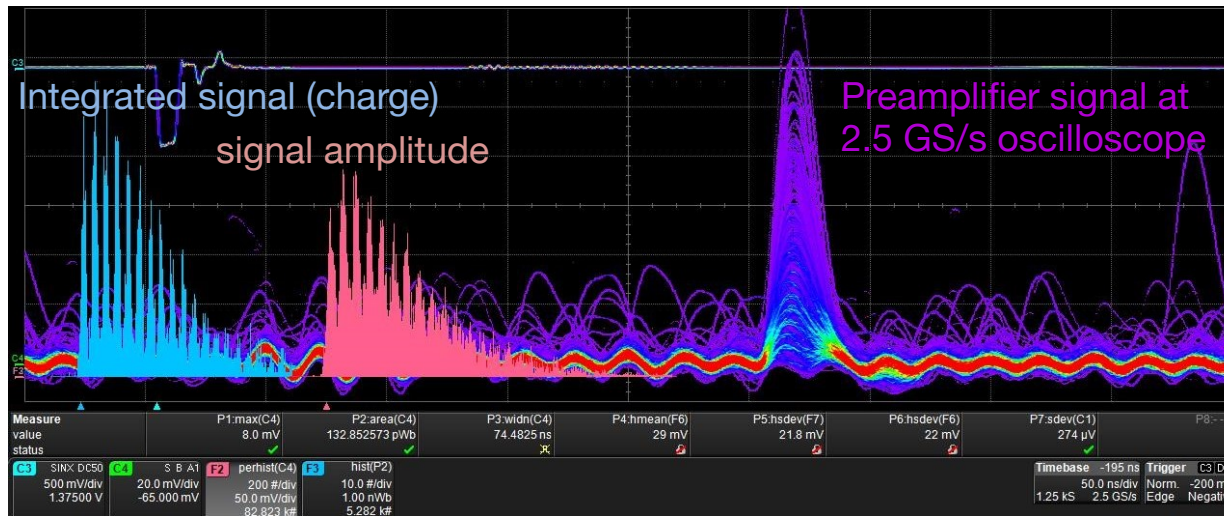 C3
Integrated signal (charge)
signal amplitude
Preamplifier signal at
2.5 GS/s oscilloscope
C4
F3
Measure P1:max(C4) P2:area(C4) P3:widn(C4) P4:hmean(F6) P5:hsdev(F7) P6:hsdev(F6) P7:sdev(C1) P8:- -
value 8.0 mV 132.852573 pWb 74.4825 ns 29 mV 21.8 mV 22 mV 274 µV
status
C3 SINX DC50 C4 S B A1 F2 perhist(C4) F3 hist(P2)
500 mV/div 20.0 mV/div 200 #/div 10.0 #/div
1.37500 V -65.000 mV 50.0 mV/div 1.00 nWb
82.823 k# 5.282 k#
Timebase -195 ns Trigger C3 D
50.0 ns/div Norm. -200 m
1.25 kS 2.5 GS/s Edge Negativ